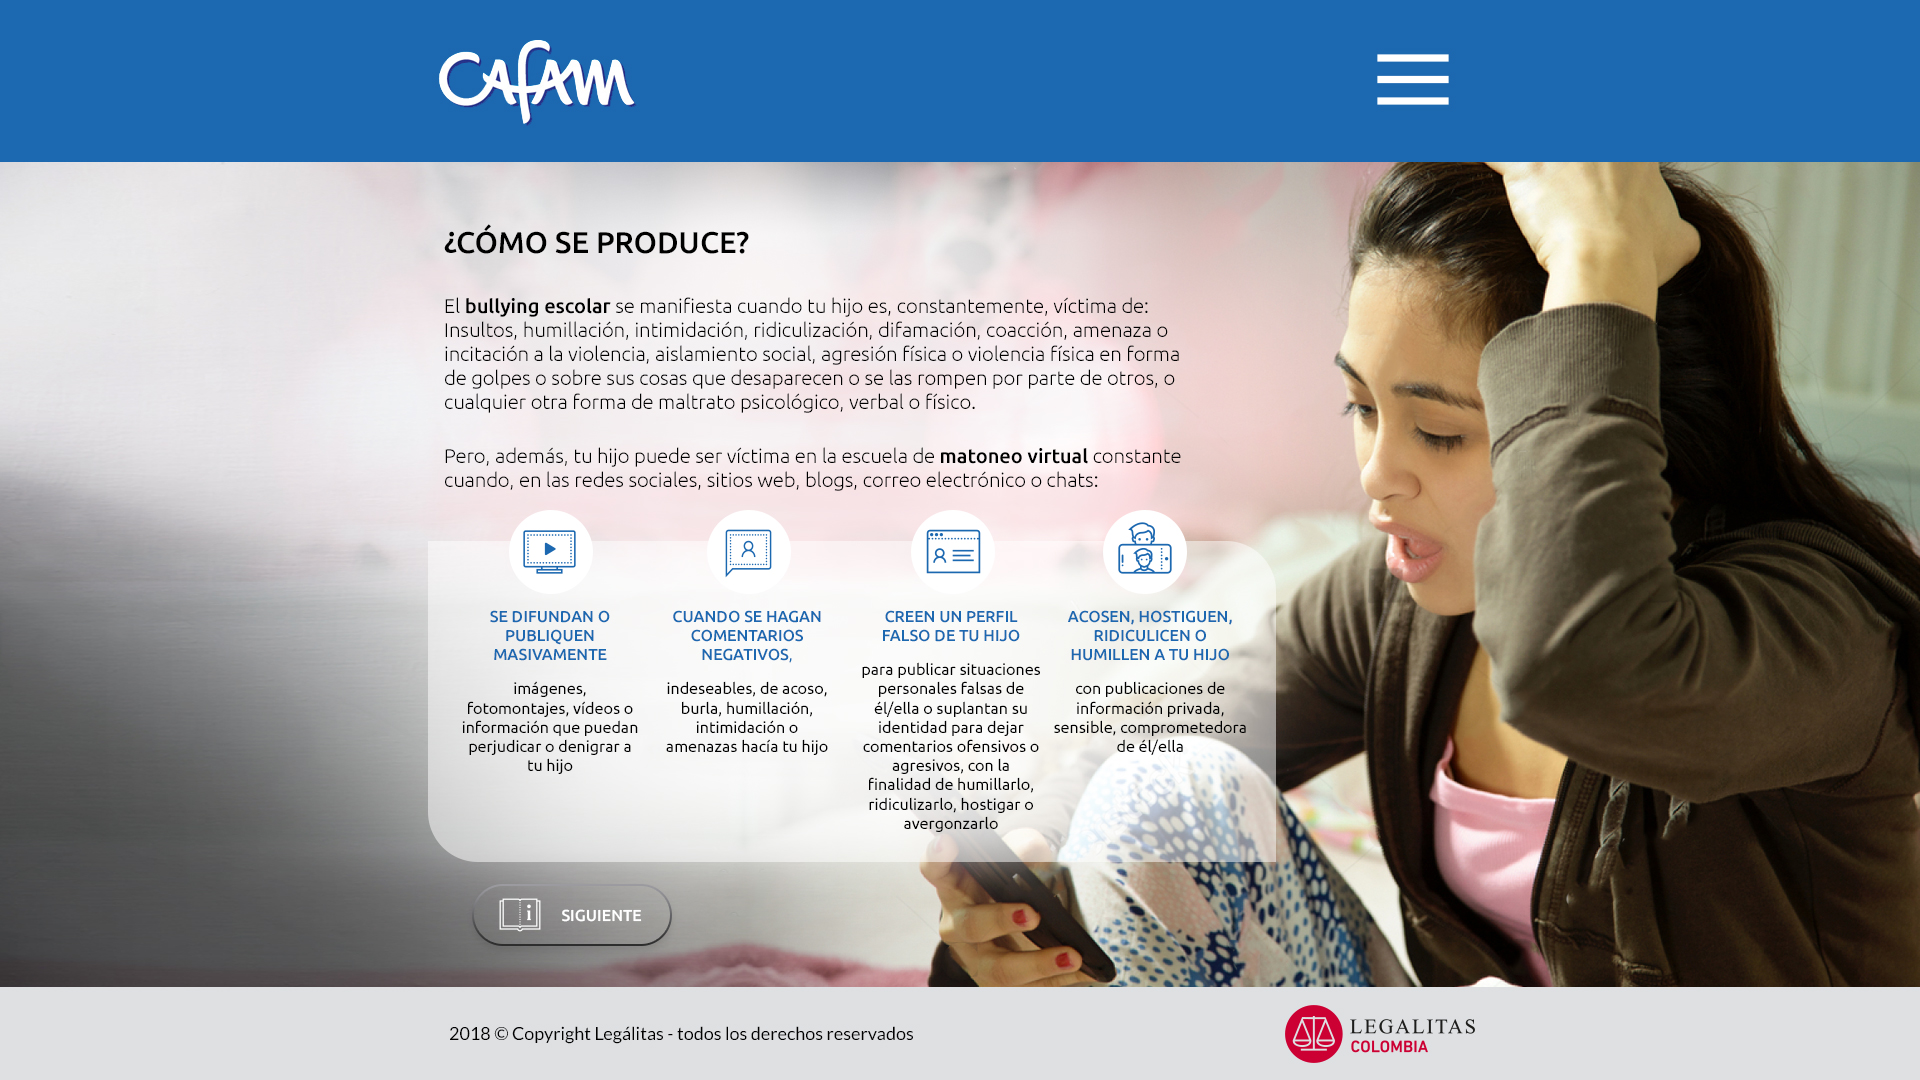 Cafam
¿CÓMO SE PRODUCE?
El bullying escolar se manifiesta cuando tu hijo es, constantemente, víctima de:
Insultos, humillación, intimidación, ridiculización, difamación, coacción, amenaza o
incitación a la violencia, aislamiento social, agresión física o violencia física en forma
de golpes o sobre sus cosas que desaparecen o se las rompen por parte de otros, o
cualquier otra forma de maltrato psicológico, verbal o físico.
Pero, además, tu hijo puede ser víctima en la escuela de matoneo virtual constante
cuando, en las redes sociales, sitios web, blogs, correo electrónico o chats:
SE DIFUNDAN O
PUBLIQUEN
MASIVAMENTE
imágenes,
fotomontajes, vídeos o
información que puedan
perjudicar o denigrar a
tu hijo
CUANDO SE HAGAN
COMENTARIOS
NEGATIVOS,
indeseables, de acoso,
burla, humillación,
intimidación o
amenazas hacía tu hijo
CREEN UN PERFIL
FALSO DE TU HIJO
para publicar situaciones
personales falsas de
él/ella o suplantan su
identidad para dejar
comentarios ofensivos o
agresivos, con la
finalidad de humillarlo,
ridiculizarlo, hostigar o
avergonzarlo
ACOSEN, HOSTIGUEN,
RIDICULICEN O
HUMILLEN A TU HIJO
con publicaciones de
información privada,
sensible, comprometedora
de él/ella
SIGUIENTE
2018 © Copyright Legálitas - todos los derechos reservados
LEGALITAS
COLOMBIA